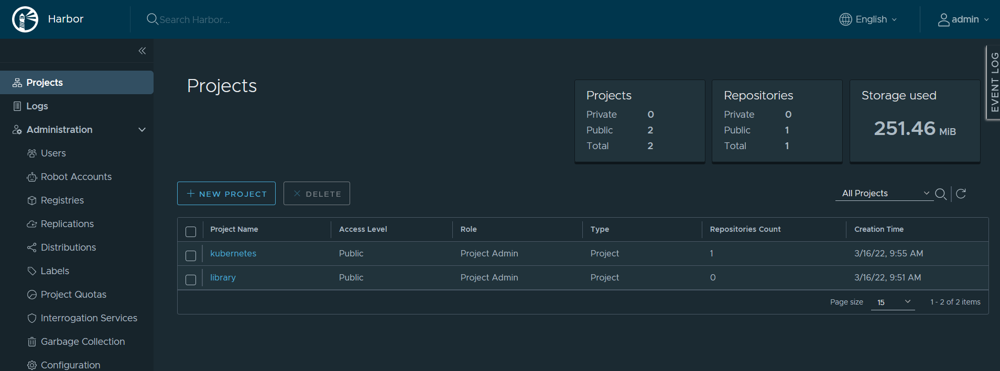 Harbor
Search Harbor...
English
admin
EVENT LOG
Projects
Logs
Administration
Users
Robot Accounts
Registries
Replications
Distributions
Labels
Project Quotas
Interrogation Services
Garbage Collection
Configuration
Projects
Projects
Private 0
Public 2
Total 2
Repositories
Private 0
Public 1
Total 1
Storage used
251.46 MiB
NEW PROJECT
DELETE
All Projects
Project Name Access Level Role Type Repositories Count Creation Time
kubernetes Public Project Admin Project 1 3/16/22, 9:55 AM
library Public Project Admin Project 0 3/16/22, 9:51 AM
Page size 15 1 - 2 of 2 items